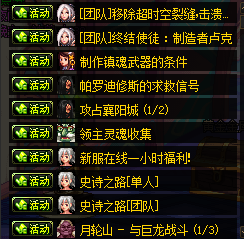 活动 [团队]移除超时空裂缝·击溃...
活动 [团队]终结使徒：制造者卢克
活动 制作镇魂武器的条件
活动 帕罗迪修斯的求救信号
活动 攻占襄阳城 (1/2)
活动 领主灵魂收集
活动 新服在线一小时福利!
活动 史诗之路[单人]
活动 史诗之路[团队]
活动 月轮山 - 与巨龙战斗 (1/3)